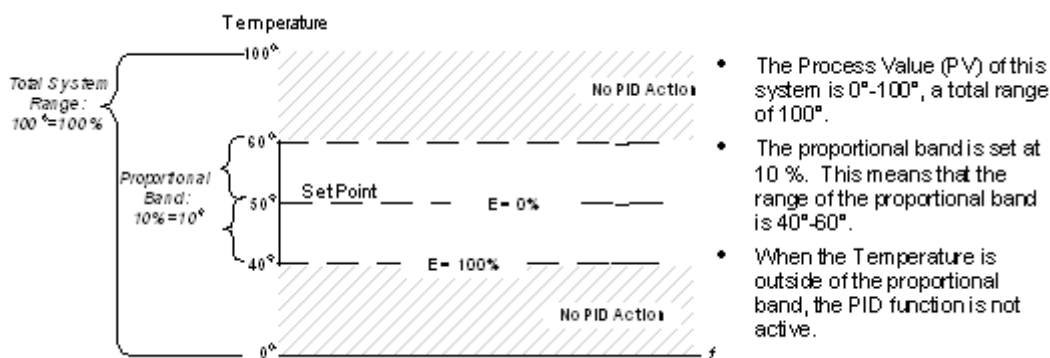 Temperature
100°
Total System
Range:
100°=100%
No PID Action
60°
Proportional
Band:
10%=10°
Set Point
50°
E= 0%
40°
E= 100%
No PID Action
0°
t
• The Process Value (PV) of this
system is 0°-100°, a total range
of 100°.
• The proportional band is set at
10 %. This means that the
range of the proportional band
is 40°-60°.
• When the Temperature is
outside of the proportional
band, the PID function is not
active.